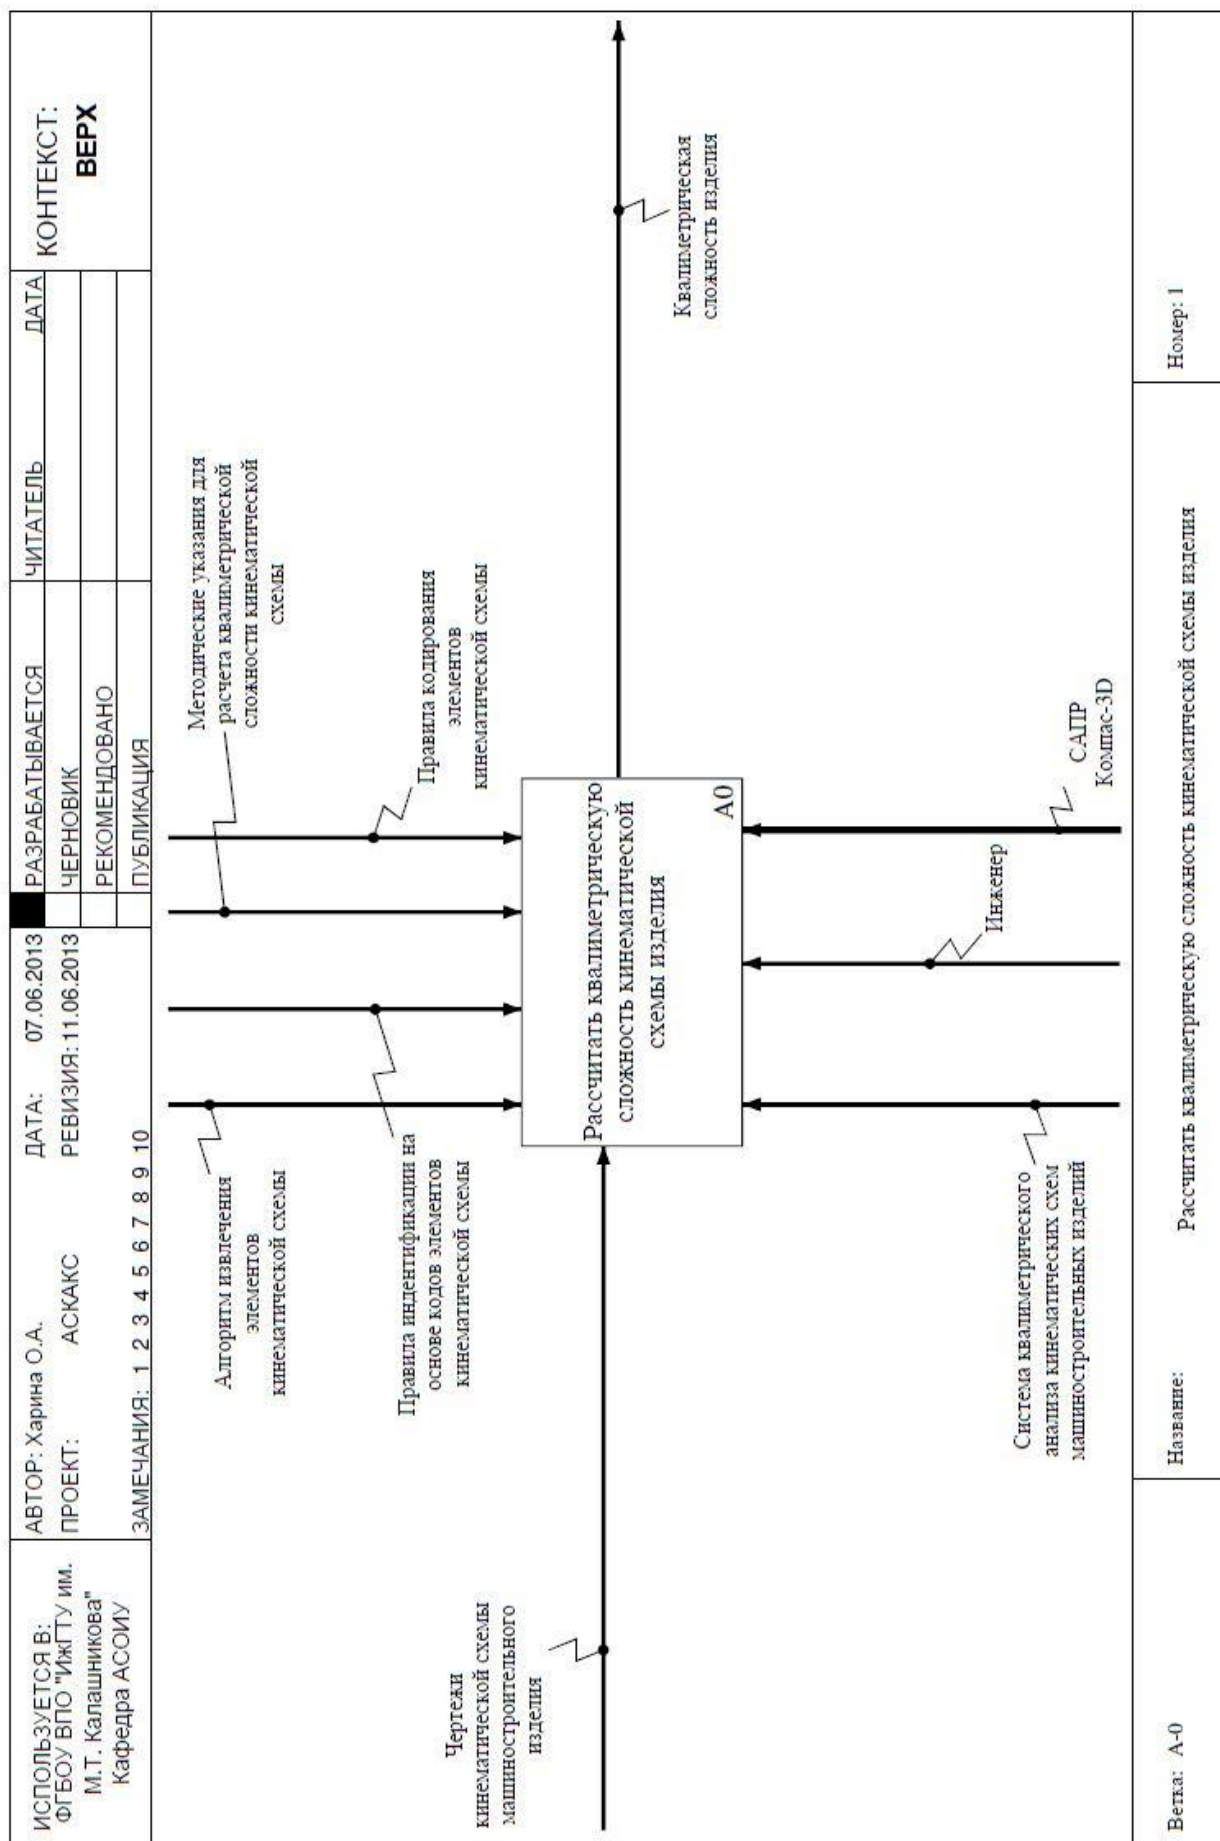 ИСПОЛЬЗУЕТСЯ В:
ФГБОУ ВПО "ИжГТУ им.
М.Т. Калашникова"
Кафедра АСОИУ
АВТОР: Харина О.А.
ДАТА: 07.06.2013
ПРОЕКТ: АСКАКС
РЕВИЗИЯ: 11.06.2013
ЗАМЕЧАНИЯ: 1 2 3 4 5 6 7 8 9 10
РАЗРАБАТЫВАЕТСЯ
ЧЕРНОВИК
РЕКОМЕНДОВАНО
ПУБЛИКАЦИЯ
ЧИТАТЕЛЬ
ДАТА
КОНТЕКСТ:
ВЕРХ
Алгоритм извлечения
элементов
кинематической схемы
Методические указания для
расчета квалиметрической
сложности кинематической
схемы
Правила индентификации на
основе кодов элементов
кинематической схемы
Правила кодирования
элементов
кинематической схемы
Чертежи
кинематической схемы
машиностроительного
изделия
Рассчитать квалиметрическую
сложность кинематической
схемы изделия
A0
Квалиметрическая
сложность изделия
Система квалиметрического
анализа кинематических схем
машиностроительных изделий
Инженер
САПР
Компас-3D
Ветка: A-0
Название:
Рассчитать квалиметрическую сложность кинематической схемы изделия
Номер: 1